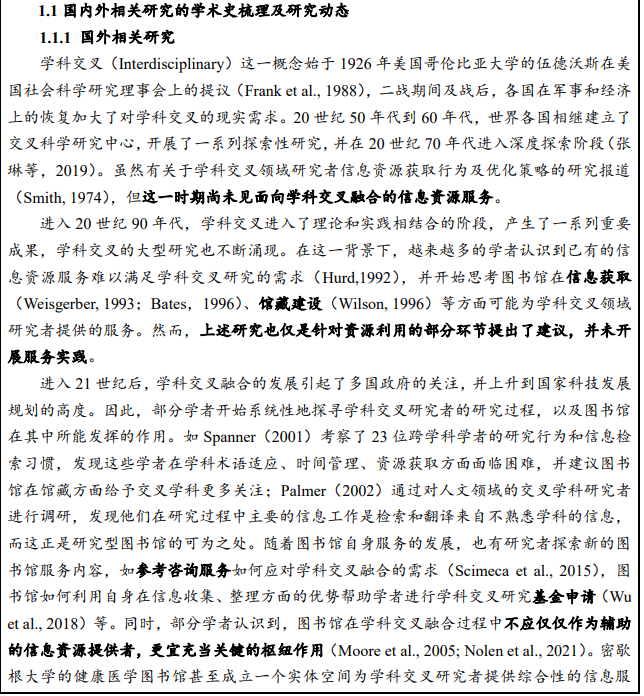 1.1 国内外相关研究的学术史梳理及研究动态
1.1.1 国外相关研究
学科交叉（Interdisciplinary）这一概念始于 1926 年美国哥伦比亚大学的伍德沃斯在美
国社会科学研究理事会上的提议（Frank et al., 1988），二战期间及战后，各国在军事和经济
上的恢复加大了对学科交叉的现实需求。20 世纪 50 年代到 60 年代，世界各国相继建立了
交叉科学研究中心，开展了一系列探索性研究，并在 20 世纪 70 年代进入深度探索阶段（张
琳等，2019）。虽然有关于学科交叉领域研究者信息资源获取行为及优化策略的研究报道
（Smith, 1974），但这一时期尚未见面向学科交叉融合的信息资源服务。
进入 20 世纪 90 年代，学科交叉进入了理论和实践相结合的阶段，产生了一系列重要
成果，学科交叉的大型研究也不断涌现。在这一背景下，越来越多的学者认识到已有的信
息资源服务难以满足学科交叉研究的需求（Hurd,1992），并开始思考图书馆在信息获取
（Weisgerber, 1993；Bates，1996）、馆藏建设（Wilson, 1996）等方面可能为学科交叉领域
研究者提供的服务。然而，上述研究也仅是针对资源利用的部分环节提出了建议，并未开
展服务实践。
进入 21 世纪后，学科交叉融合的发展引起了多国政府的关注，并上升到国家科技发展
规划的高度。因此，部分学者开始系统性地探寻学科交叉研究者的研究过程，以及图书馆
在其中所能发挥的作用。如 Spanner（2001）考察了 23 位跨学科学者的研究行为和信息检
索习惯，发现这些学者在学科术语适应、时间管理、资源获取方面面临困难，并建议图书
馆在馆藏方面给予交叉学科更多关注；Palmer（2002）通过对人文领域的交叉学科研究者
进行调研，发现他们在研究过程中主要的信息工作是检索和翻译来自不熟悉学科的信息，
而这正是研究型图书馆的可为之处。随着图书馆自身服务的发展，也有研究者探索新的图
书馆服务内容，如参考咨询服务如何应对学科交叉融合的需求（Scimeca et al., 2015），图
书馆如何利用自身在信息收集、整理方面的优势帮助学者进行学科交叉研究基金申请（Wu
et al., 2018）等。同时，部分学者认识到，图书馆在学科交叉融合过程中不应仅仅作为辅助
的信息资源提供者，更宜充当关键的枢纽作用（Moore et al., 2005; Nolen et al., 2021）。密歇
根大学的健康医学图书馆甚至成立一个实体空间为学科交叉研究者提供综合性的信息服